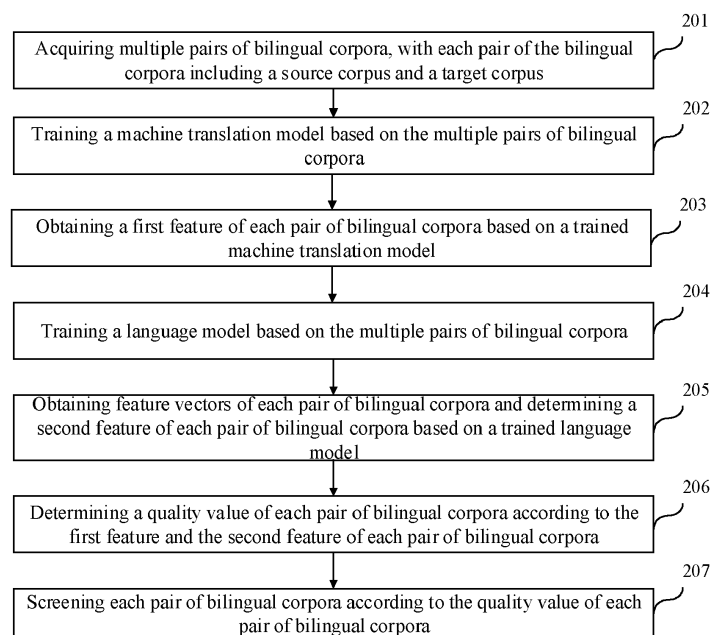 201
Acquiring multiple pairs of bilingual corpora, with each pair of the bilingual
corpora including a source corpus and a target corpus
202
Training a machine translation model based on the multiple pairs of bilingual
corpora
203
Obtaining a first feature of each pair of bilingual corpora based on a trained
machine translation model
204
Training a language model based on the multiple pairs of bilingual corpora
205
Obtaining feature vectors of each pair of bilingual corpora and determining a
second feature of each pair of bilingual corpora based on a trained language
model
206
Determining a quality value of each pair of bilingual corpora according to the
first feature and the second feature of each pair of bilingual corpora
207
Screening each pair of bilingual corpora according to the quality value of each
pair of bilingual corpora